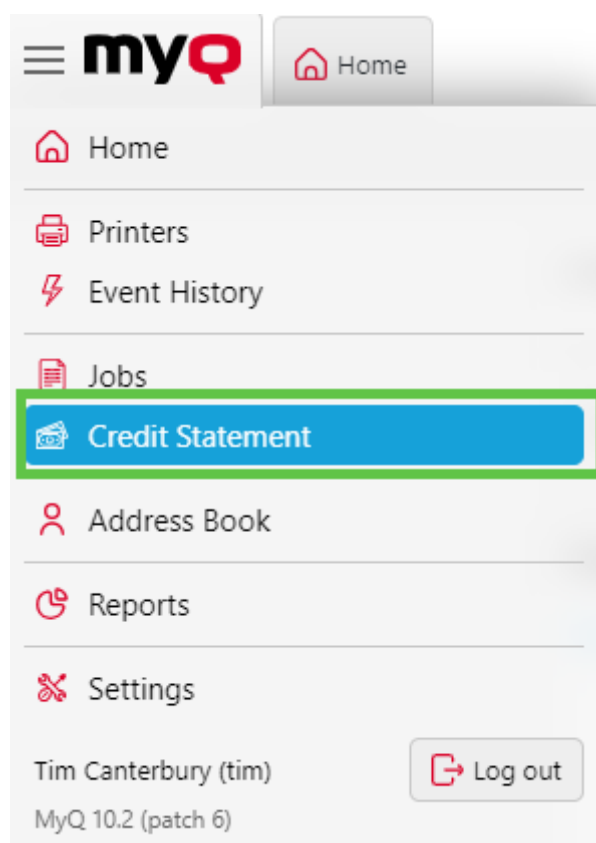 myQ
Home
Home
Printers
Event History
Jobs
Credit Statement
Address Book
Reports
Settings
Tim Canterbury (tim)
Log out
MyQ 10.2 (patch 6)